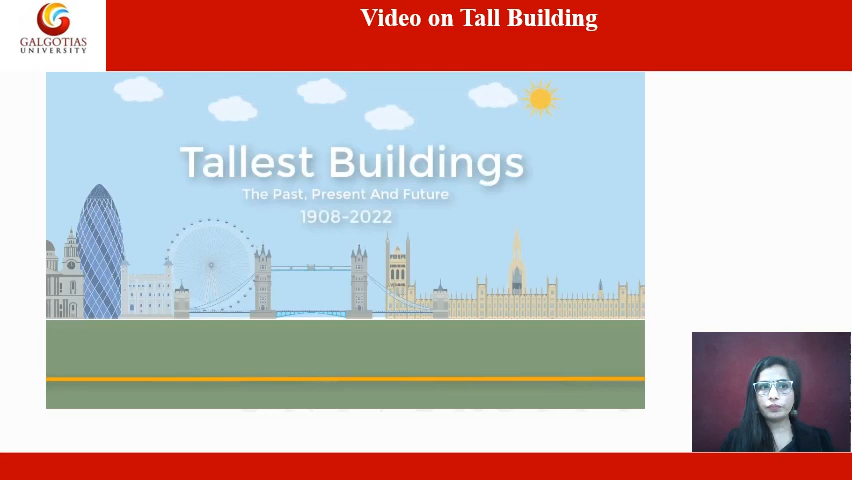 GALGOTIAS
UNIVERSITY
Video on Tall Building
Tallest Buildings
The Past, Present And Future
1908-2022